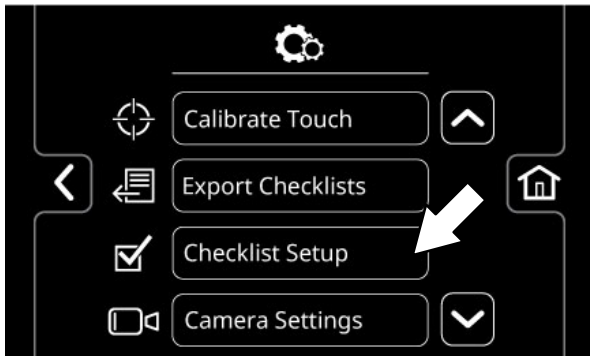 Calibrate Touch
Export Checklists
Checklist Setup
Camera Settings